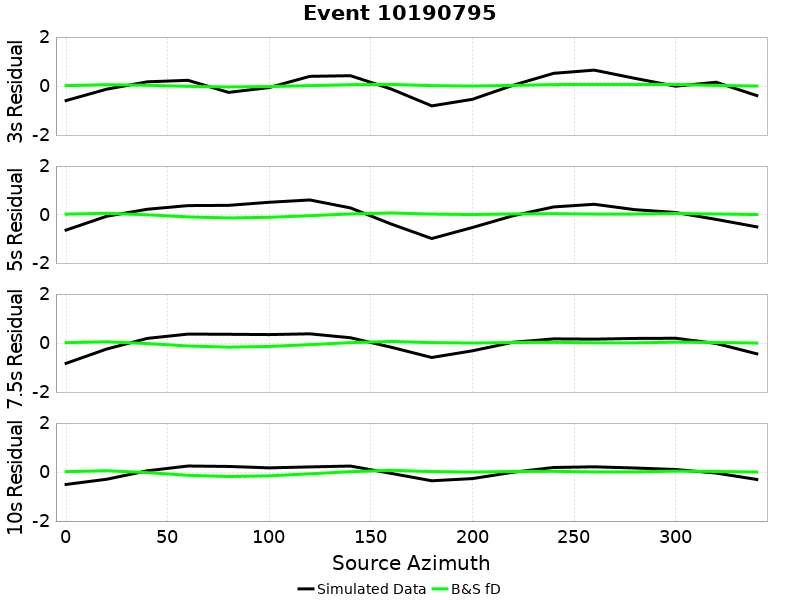 Event 10190795
3s Residual
2
0
-2
5s Residual
2
0
-2
7.5s Residual
2
0
-2
10s Residual
2
0
-2
0 50 100 150 200 250 300
Source Azimuth
Simulated Data B&S fD